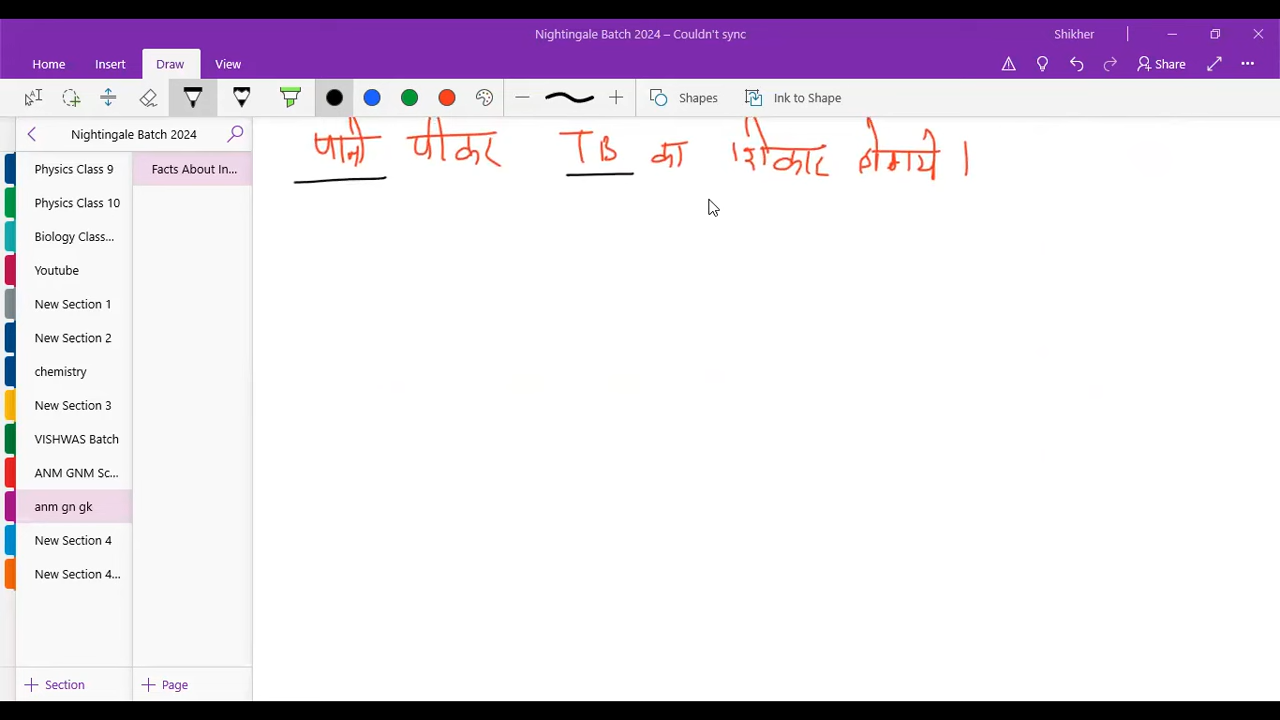 Nightingale Batch 2024 – Couldn't sync
Shikher
Home Insert Draw View
Share
Shapes
Ink to Shape
Nightingale Batch 2024
Physics Class 9
Physics Class 10
Biology Class...
Youtube
New Section 1
New Section 2
chemistry
New Section 3
VISHWAS Batch
ANM GNM Sc...
anm gn gk
New Section 4
New Section 4...
+ Section
Facts About In...
+ Page
पानी पीकर TB का शिकार होगये ।